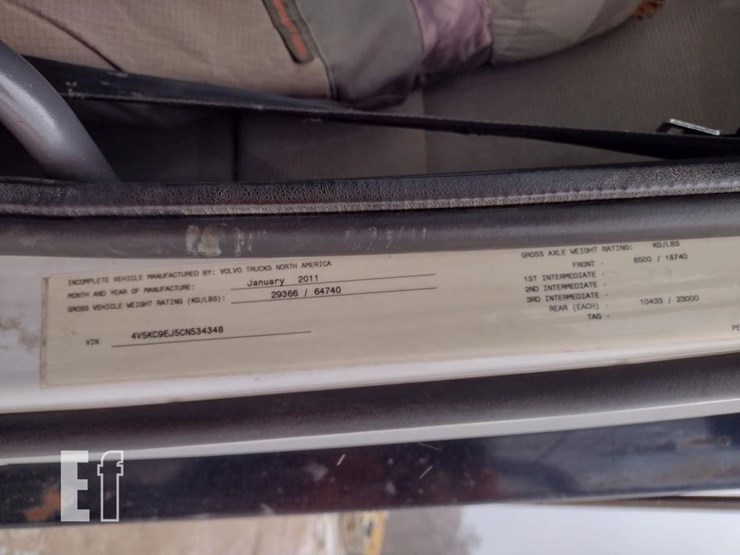 INCOMPLETE VEHICLE MANUFACTURED BY: VOLVO TRUCKS NORTH AMERICA
MONTH AND YEAR OF MANUFACTURE: January 2011
GROSS VEHICLE WEIGHT RATING (KG/LBS): 29366 / 64740
VIN 4V5KC9EJ5CN534348
GROSS AXLE WEIGHT RATING: KG/LBS
FRONT - 8500 / 18740
1ST INTERMEDIATE -
2ND INTERMEDIATE -
3RD INTERMEDIATE -
REAR (EACH) - 10433 / 23000
TAG -
PE
Ef